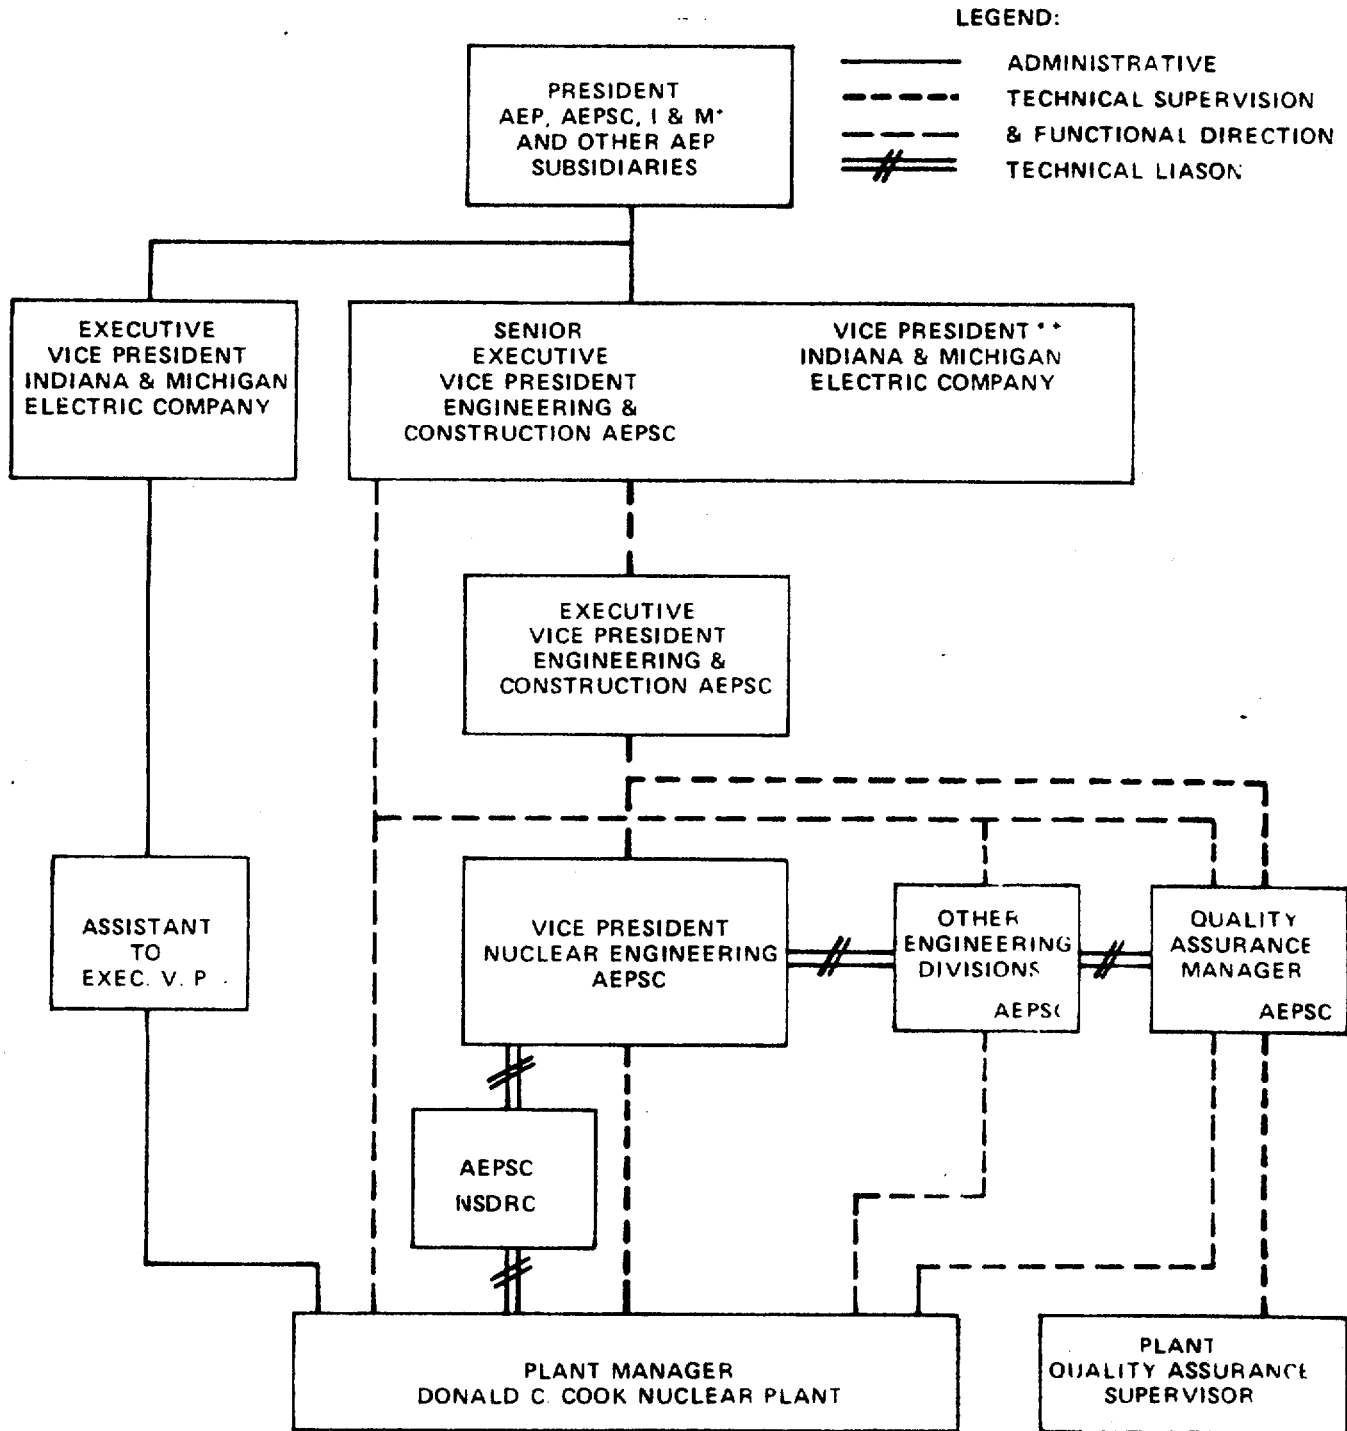 LEGEND:
ADMINISTRATIVE
TECHNICAL SUPERVISION
& FUNCTIONAL DIRECTION
TECHNICAL LIASON
PRESIDENT
AEP, AEPSC, I & M*
AND OTHER AEP
SUBSIDIARIES
EXECUTIVE
VICE PRESIDENT
INDIANA & MICHIGAN
ELECTRIC COMPANY
SENIOR
EXECUTIVE
VICE PRESIDENT
ENGINEERING &
CONSTRUCTION AEPSC
VICE PRESIDENT **
INDIANA & MICHIGAN
ELECTRIC COMPANY
EXECUTIVE
VICE PRESIDENT
ENGINEERING &
CONSTRUCTION AEPSC
ASSISTANT
TO
EXEC. V. P.
VICE PRESIDENT
NUCLEAR ENGINEERING
AEPSC
OTHER
ENGINEERING
DIVISIONS
AEPSC
QUALITY
ASSURANCE
MANAGER
AEPSC
AEPSC
NSDRC
PLANT MANAGER
DONALD C. COOK NUCLEAR PLANT
PLANT
QUALITY ASSURANCE
SUPERVISOR